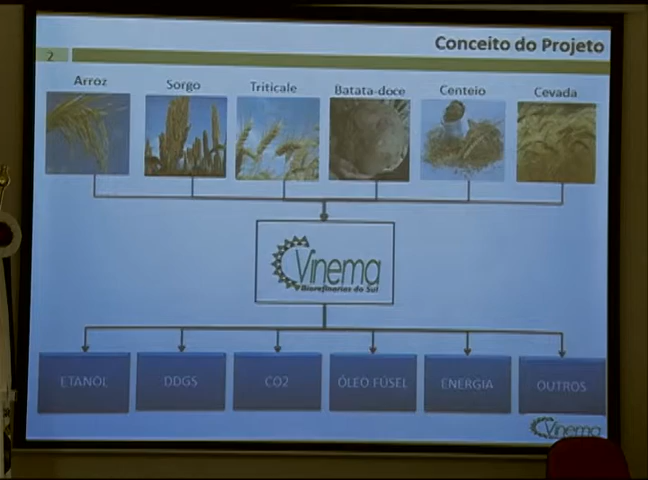 Conceito do Projeto
2
Arroz
Sorgo
Triticale
Batata-doce
Centeio
Cevada
Vinema
Biorefinarias do Sul
ETANOL
DDGS
CO2
ÓLEO FÚSEL
ENERGIA
OUTROS
Vinema